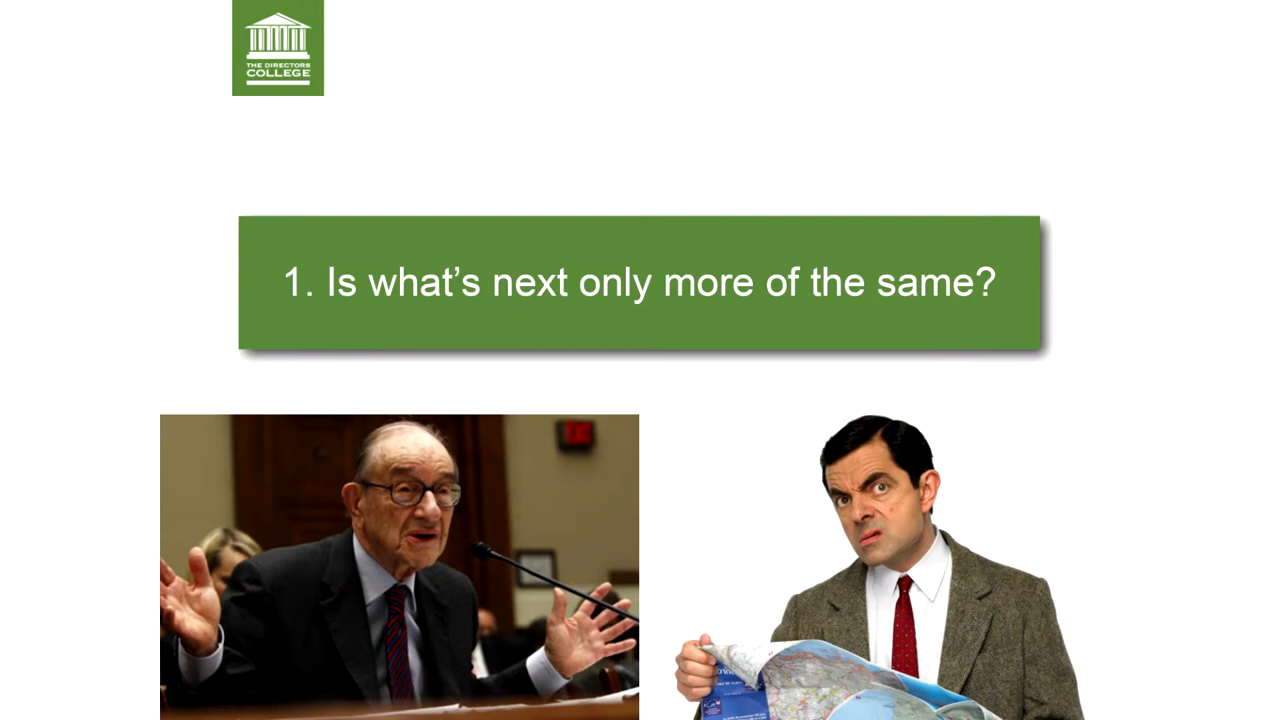 THE DIRECTORS
COLLEGE
1. Is what's next only more of the same?